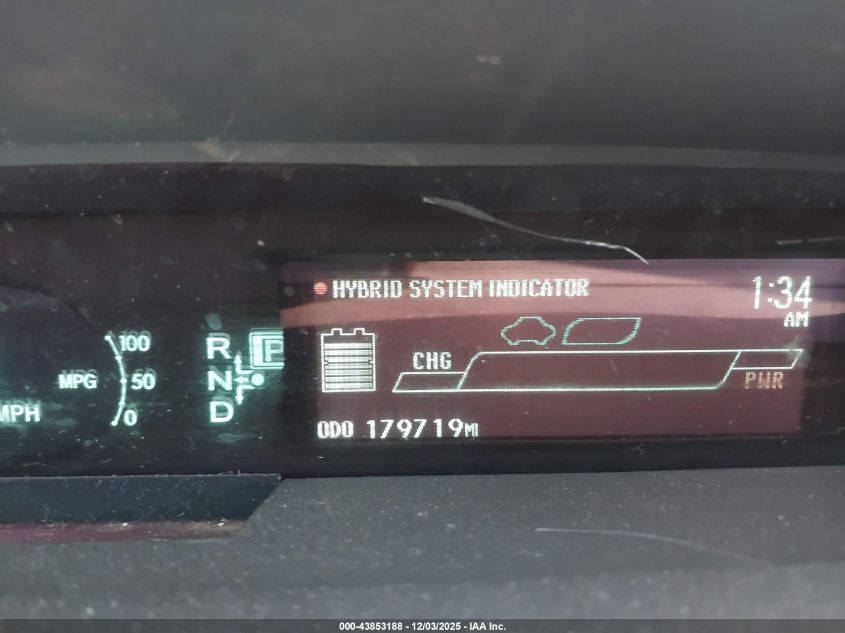 HYBRID SYSTEM INDICATOR
1:34
AM
100
MPG 50
0
MPH
R
P
N
D
CHG
PWR
ODO 179719MI
000-43853188 - 12/03/2025 - IAA Inc.